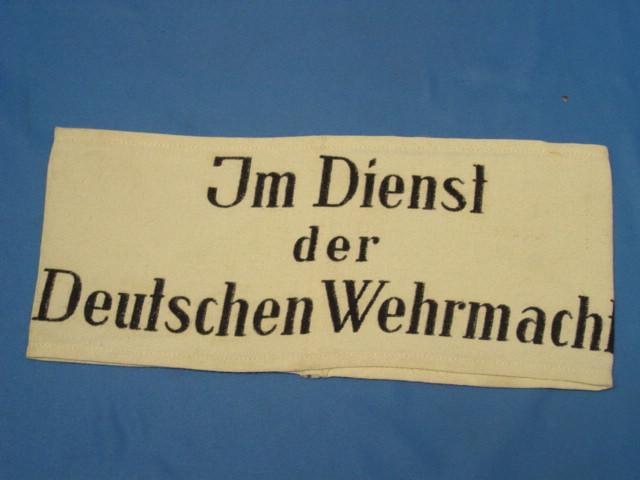 Im Dienst
der
Deutschen Wehrmacht